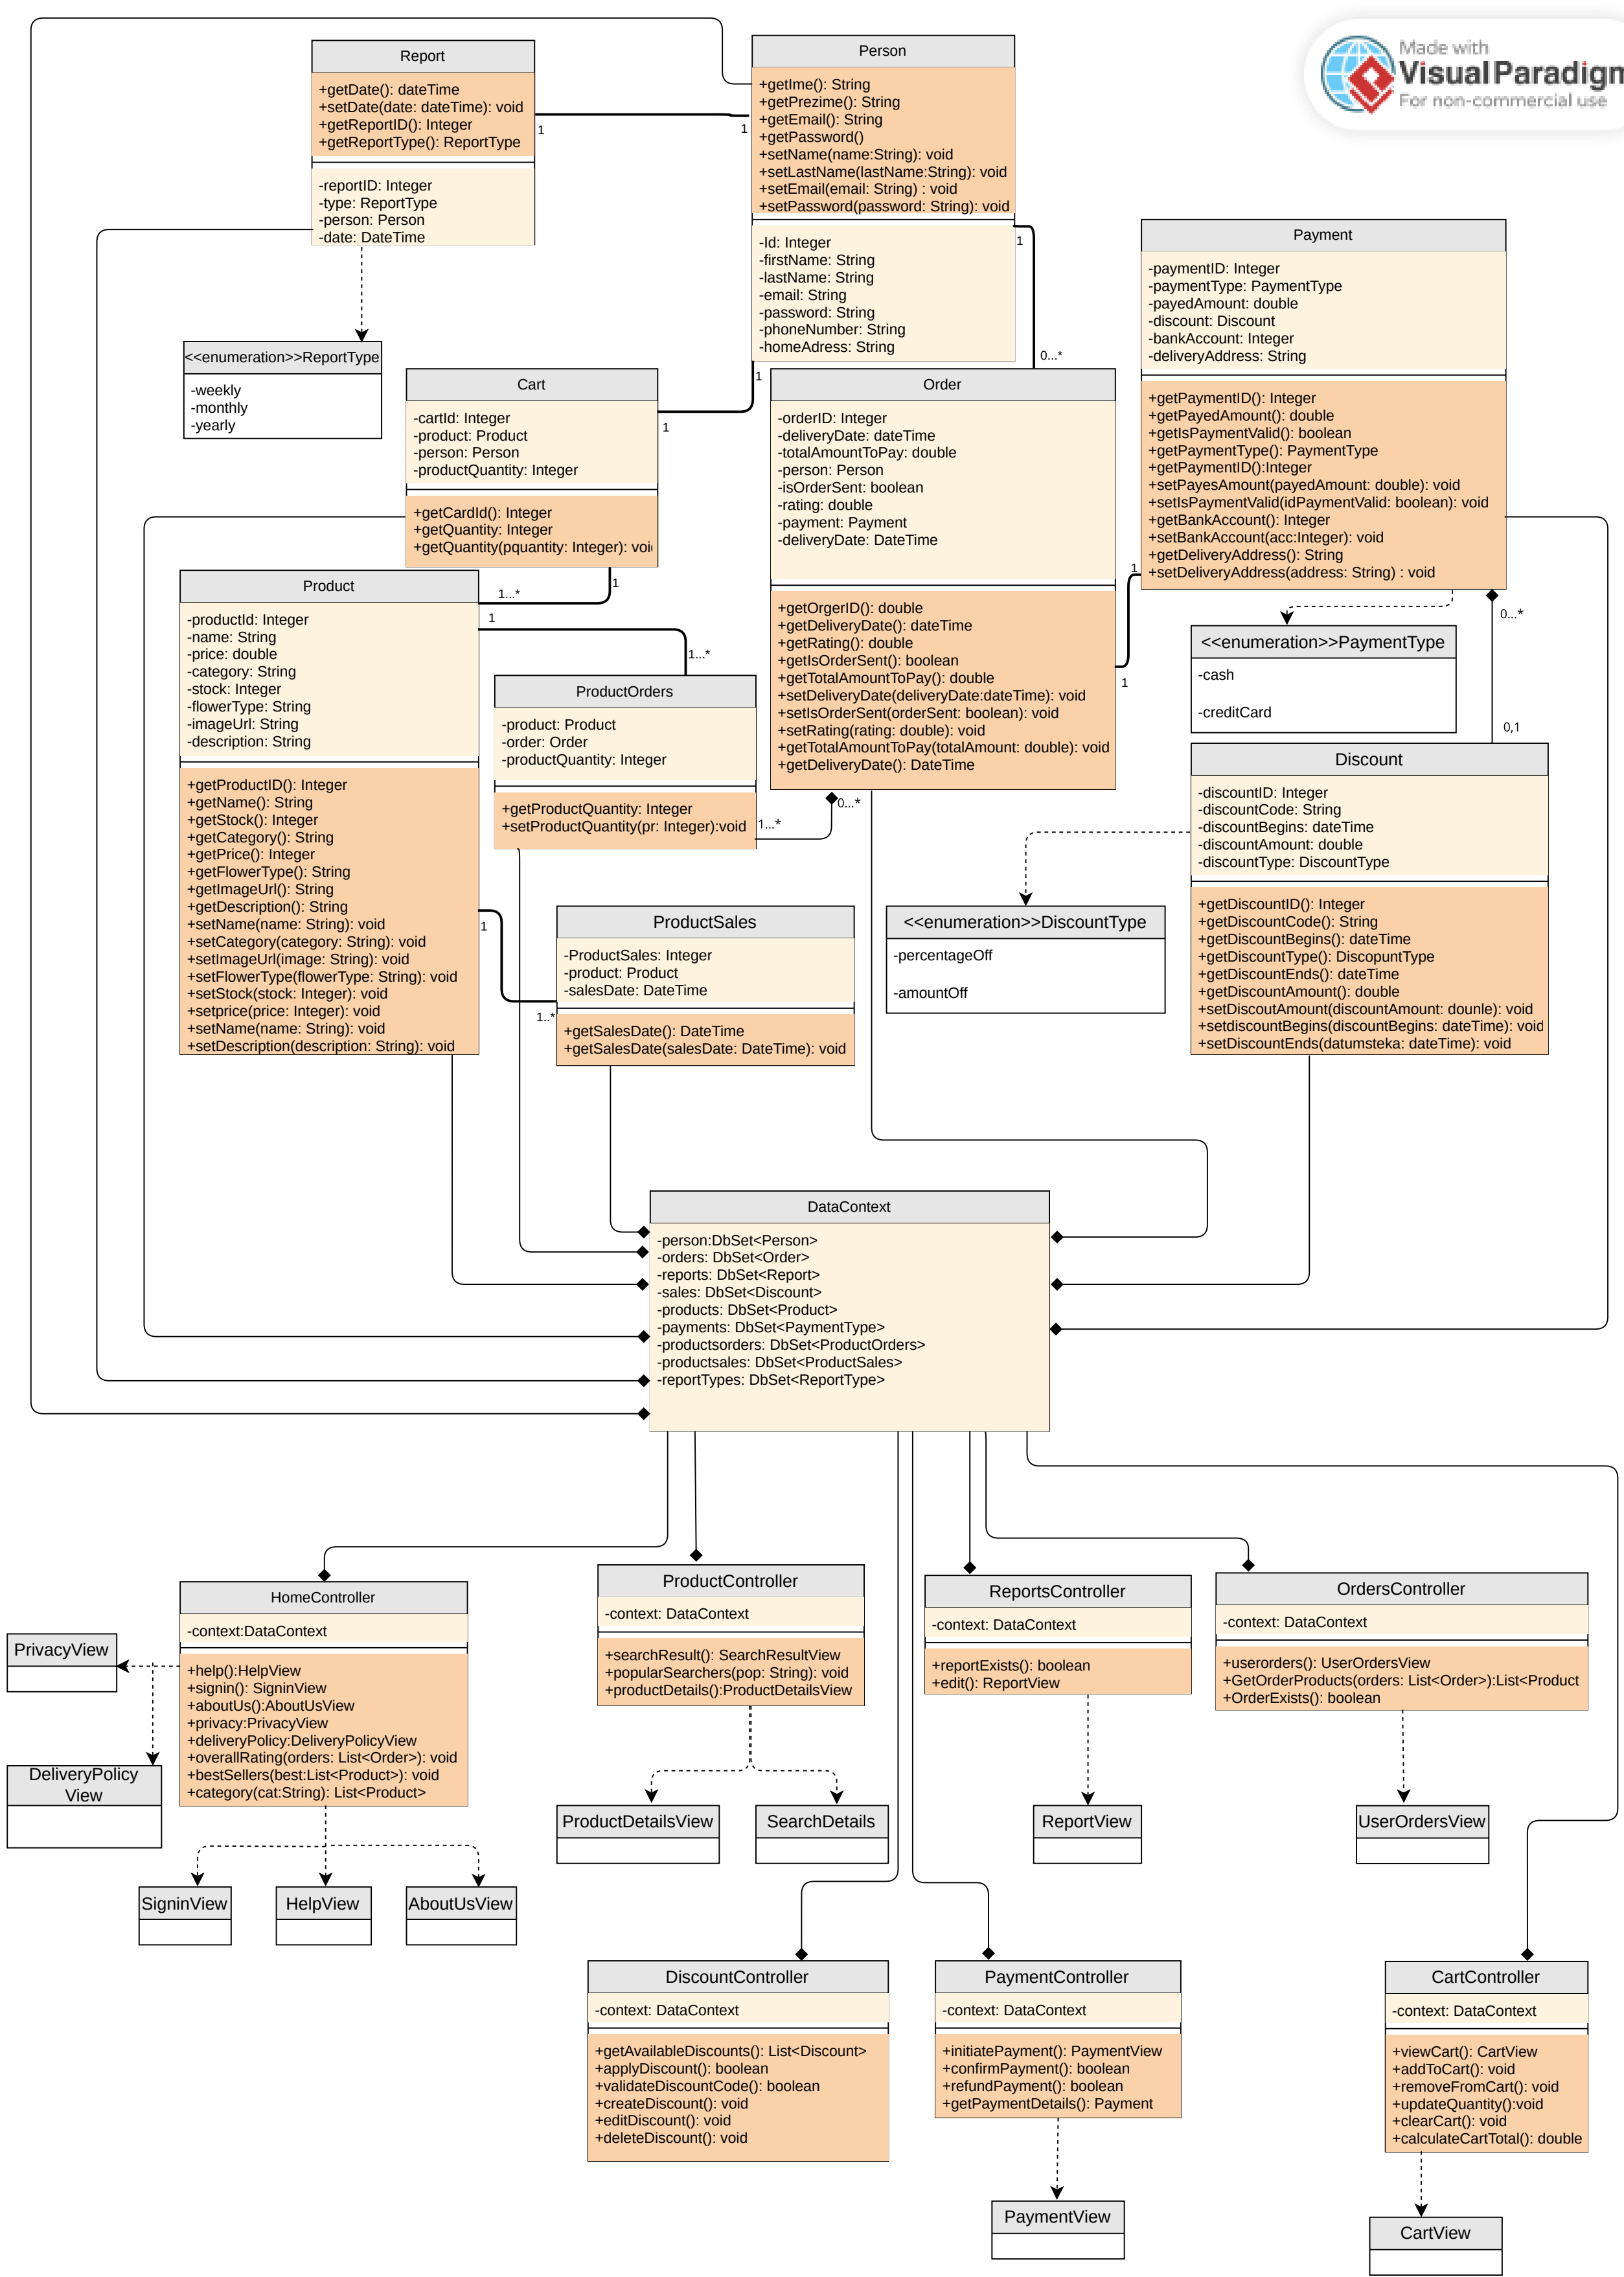 Made with
Visual Paradigm
For non-commercial use
Report
+getDate(): dateTime
+setDate(date: dateTime): void
+getReportID(): Integer
+getReportType(): ReportType
-reportID: Integer
-type: ReportType
-person: Person
-date: DateTime
1
1
Person
+getIme(): String
+getPrezime(): String
+getEmail(): String
+getPassword()
+setName(name:String): void
+setLastName(lastName:String): void
+setEmail(email: String) : void
+setPassword(password: String): void
-Id: Integer
-firstName: String
-lastName: String
-email: String
-password: String
-phoneNumber: String
-homeAdress: String
1
0...*
1
1
Payment
-paymentID: Integer
-paymentType: PaymentType
-payedAmount: double
-discount: Discount
-bankAccount: Integer
-deliveryAddress: String
+getPaymentID(): Integer
+getPayedAmount(): double
+getIsPaymentValid(): boolean
+getPaymentType(): PaymentType
+getPaymentID():Integer
+setPayesAmount(payedAmount: double): void
+setIsPaymentValid(idPaymentValid: boolean): void
+getBankAccount(): Integer
+setBankAccount(acc:Integer): void
+getDeliveryAddress(): String
+setDeliveryAddress(address: String) : void
<<enumeration>>ReportType
-weekly
-monthly
-yearly
Cart
-cartId: Integer
-product: Product
-person: Person
-productQuantity: Integer
+getCardId(): Integer
+getQuantity: Integer
+getQuantity(pquantity: Integer): voi
1
1...*
Order
-orderID: Integer
-deliveryDate: dateTime
-totalAmountToPay: double
-person: Person
-isOrderSent: boolean
-rating: double
-payment: Payment
-deliveryDate: DateTime
+getOrgerID(): double
+getDeliveryDate(): dateTime
+getRating(): double
+getIsOrderSent(): boolean
+getTotalAmountToPay(): double
+setDeliveryDate(deliveryDate:dateTime): void
+setIsOrderSent(orderSent: boolean): void
+setRating(rating: double): void
+getTotalAmountToPay(totalAmount: double): void
+getDeliveryDate(): DateTime
1
1
0...*
0,1
<<enumeration>>PaymentType
-cash
-creditCard
Product
-productId: Integer
-name: String
-price: double
-category: String
-stock: Integer
-flowerType: String
-imageUrl: String
-description: String
+getProductID(): Integer
+getName(): String
+getStock(): Integer
+getCategory(): String
+getPrice(): Integer
+getFlowerType(): String
+getImageUrl(): String
+getDescription(): String
+setName(name: String): void
+setCategory(category: String): void
+setImageUrl(image: String): void
+setFlowerType(flowerType: String): void
+setStock(stock: Integer): void
+setprice(price: Integer): void
+setName(name: String): void
+setDescription(description: String): void
1
1...*
ProductOrders
-product: Product
-order: Order
-productQuantity: Integer
+getProductQuantity: Integer
+setProductQuantity(pr: Integer):void
1...*
0...*
1
1..*
ProductSales
-ProductSales: Integer
-product: Product
-salesDate: DateTime
+getSalesDate(): DateTime
+getSalesDate(salesDate: DateTime): void
<<enumeration>>DiscountType
-percentageOff
-amountOff
Discount
-discountID: Integer
-discountCode: String
-discountBegins: dateTime
-discountAmount: double
-discountType: DiscountType
+getDiscountID(): Integer
+getDiscountCode(): String
+getDiscountBegins(): dateTime
+getDiscountType(): DiscopuntType
+getDiscountEnds(): dateTime
+getDiscountAmount(): double
+setDiscoutAmount(discountAmount: dounle): void
+setdiscountBegins(discountBegins: dateTime): void
+setDiscountEnds(datumsteka: dateTime): void
DataContext
-person:DbSet<Person>
-orders: DbSet<Order>
-reports: DbSet<Report>
-sales: DbSet<Discount>
-products: DbSet<Product>
-payments: DbSet<PaymentType>
-productsorders: DbSet<ProductOrders>
-productsales: DbSet<ProductSales>
-reportTypes: DbSet<ReportType>
HomeController
-context:DataContext
+help():HelpView
+signin(): SigninView
+aboutUs():AboutUsView
+privacy:PrivacyView
+deliveryPolicy:DeliveryPolicyView
+overallRating(orders: List<Order>): void
+bestSellers(best:List<Product>): void
+category(cat:String): List<Product>
PrivacyView
DeliveryPolicy
View
SigninView
HelpView
AboutUsView
ProductController
-context: DataContext
+searchResult(): SearchResultView
+popularSearchers(pop: String): void
+productDetails():ProductDetailsView
ProductDetailsView
SearchDetails
ReportsController
-context: DataContext
+reportExists(): boolean
+edit(): ReportView
ReportView
OrdersController
-context: DataContext
+userorders(): UserOrdersView
+GetOrderProducts(orders: List<Order>):List<Product
+OrderExists(): boolean
UserOrdersView
DiscountController
-context: DataContext
+getAvailableDiscounts(): List<Discount>
+applyDiscount(): boolean
+validateDiscountCode(): boolean
+createDiscount(): void
+editDiscount(): void
+deleteDiscount(): void
PaymentController
-context: DataContext
+initiatePayment(): PaymentView
+confirmPayment(): boolean
+refundPayment(): boolean
+getPaymentDetails(): Payment
PaymentView
CartController
-context: DataContext
+viewCart(): CartView
+addToCart(): void
+removeFromCart(): void
+updateQuantity():void
+clearCart(): void
+calculateCartTotal(): double
CartView